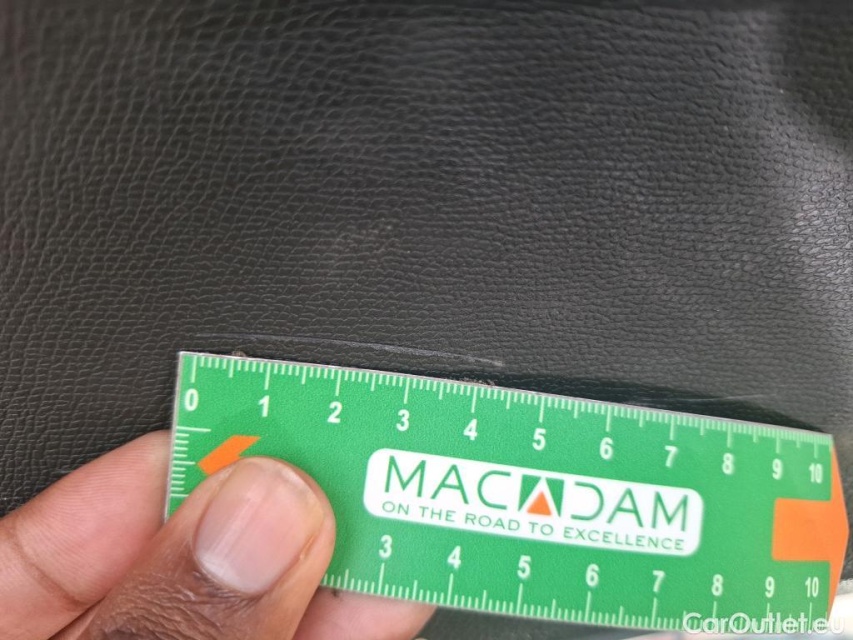 0 1 2 3 4 5 6 7 8 9 10
MACADAM
ON THE ROAD TO EXCELLENCE
3 4 5 6 7 8 9 10
CarOutlet.eu